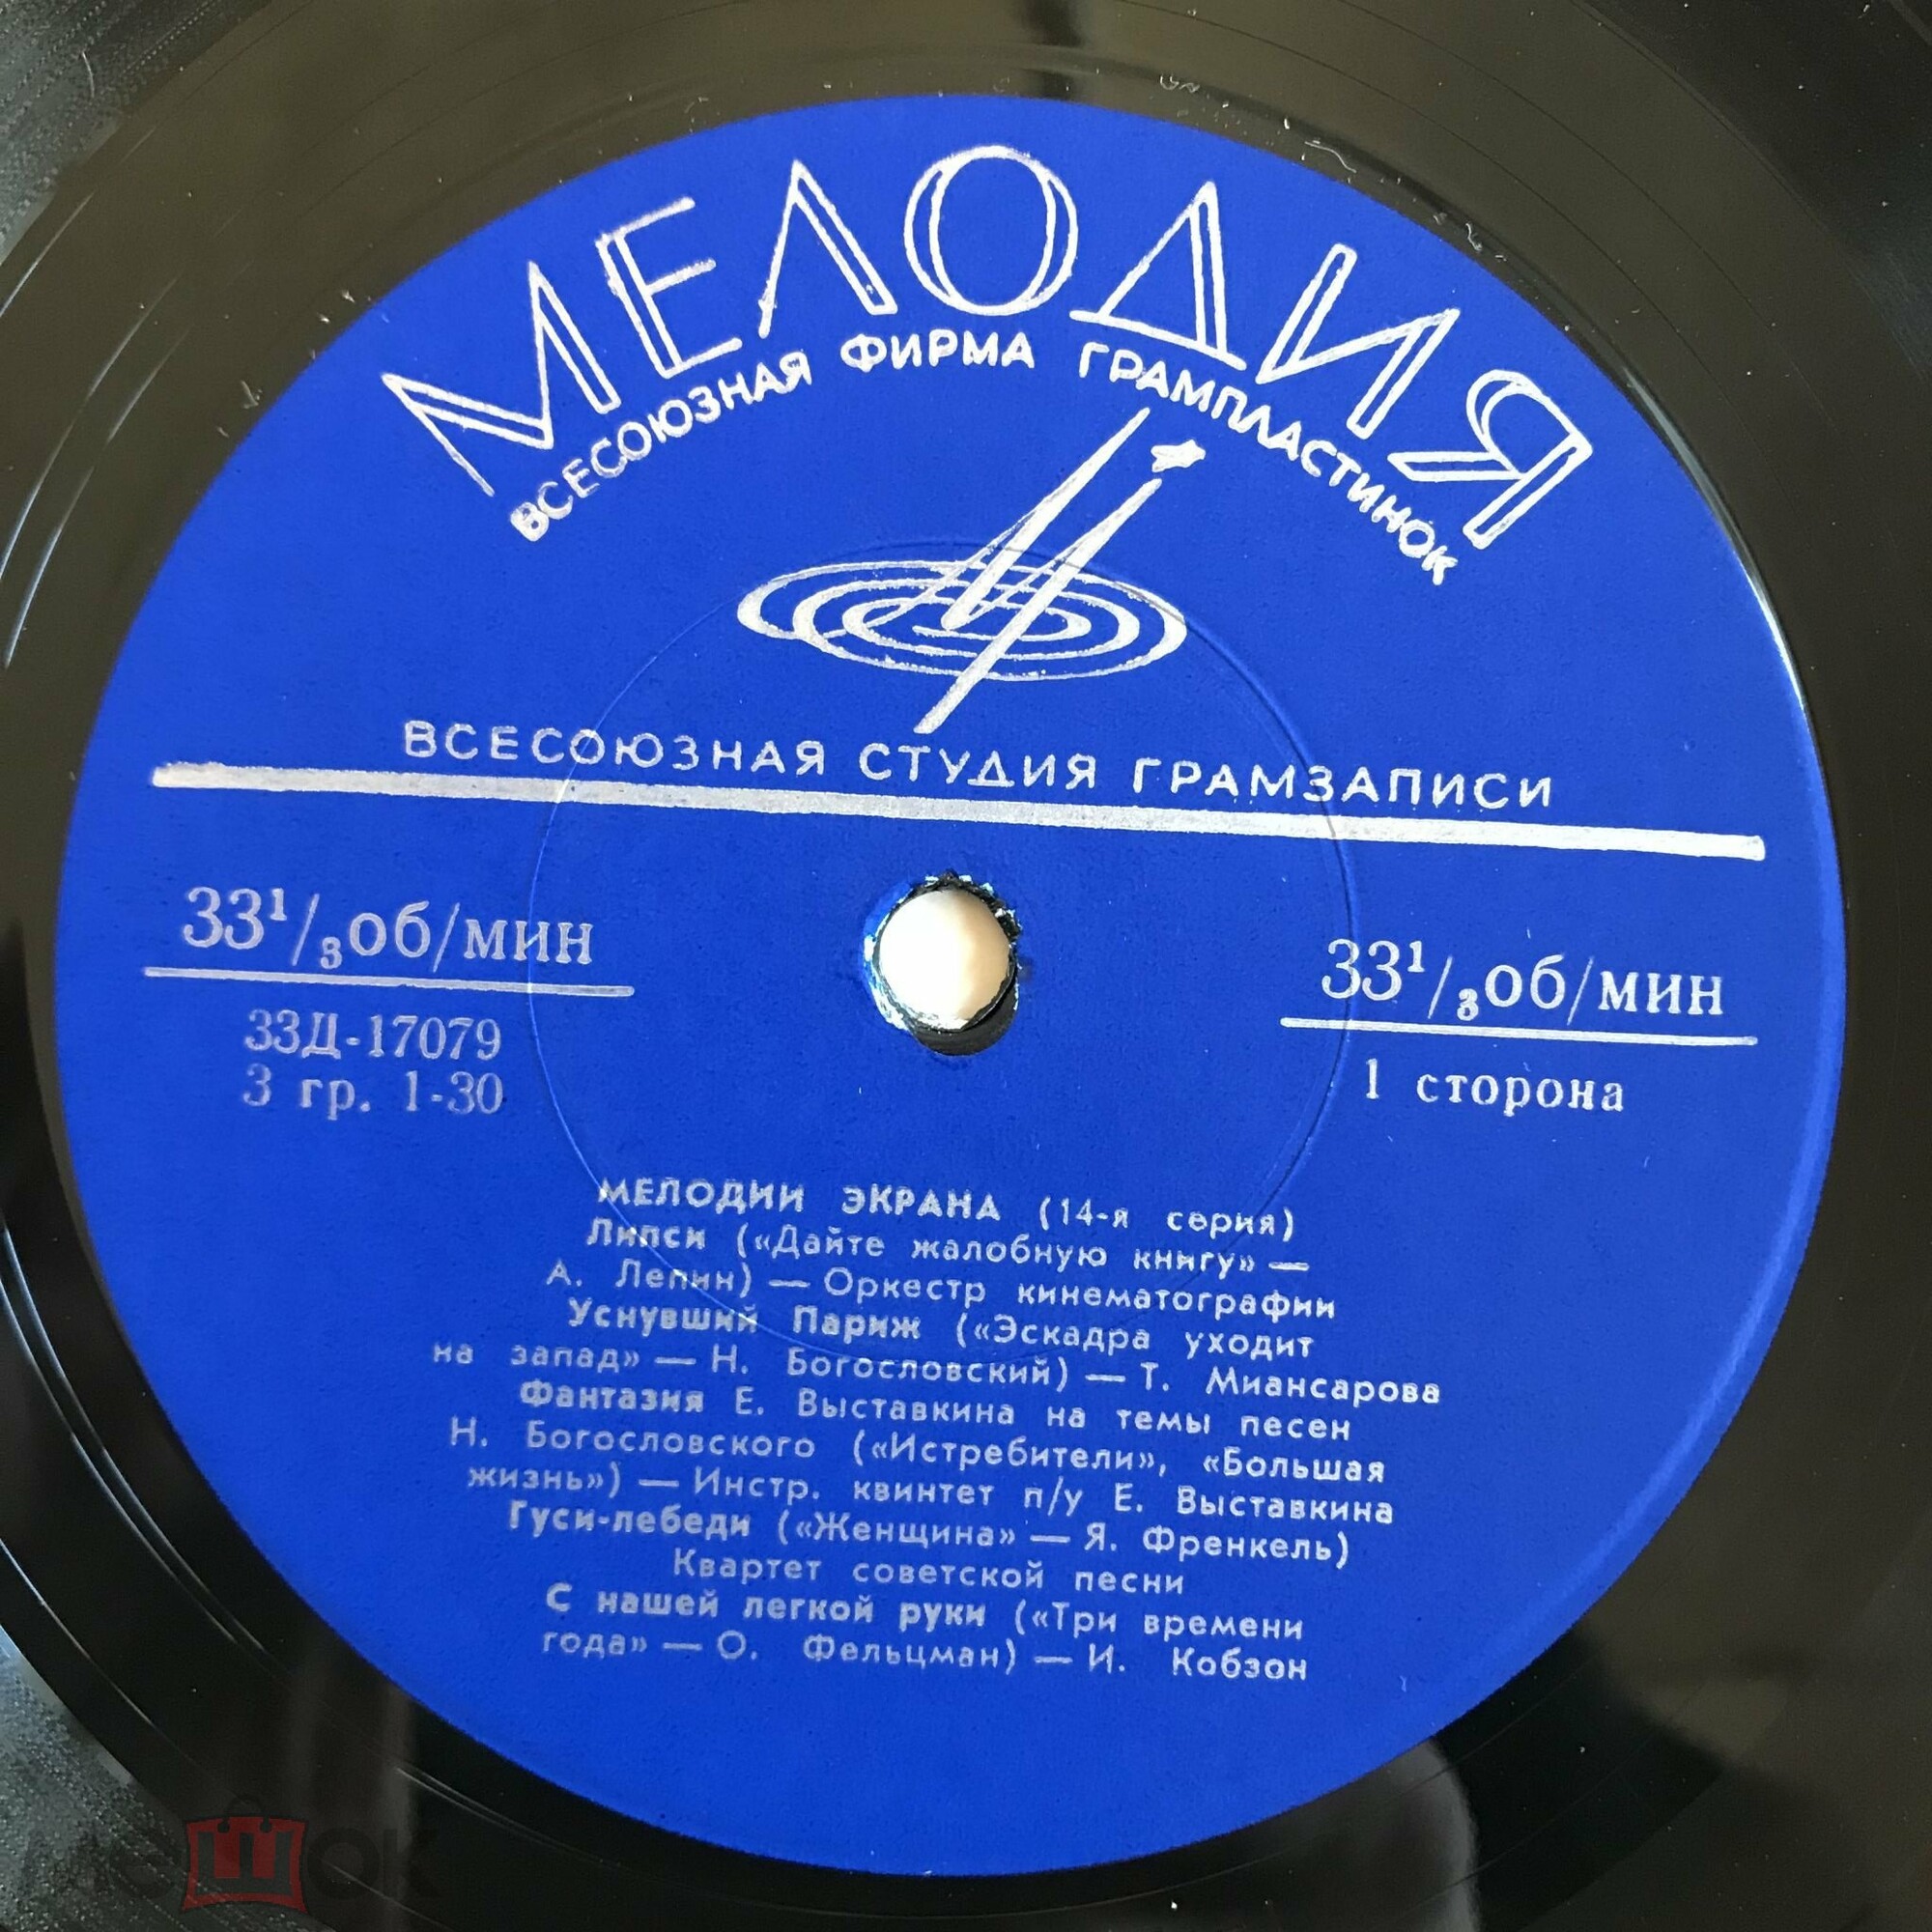 МЕЛОДИЯ
ВСЕСОЮЗНАЯ ФИРМА ГРАМПЛАСТИНОК
ВСЕСОЮЗНАЯ СТУДИЯ ГРАМЗАПИСИ
33¹/₃об/мин
33Д-17079
3 гр. 1-30
33¹/₃об/мин
1 сторона
МЕЛОДИИ ЭКРАНА (14-я серия)
Липси («Дайте жалобную книгу» —
А. Лепин) — Оркестр кинематографии
Уснувший Париж («Эскадра уходит
на запад» — Н. Богословский) — Т. Миансарова
Фантазия Е. Выставкина на темы песен
Н. Богословского («Истребители», «Большая
жизнь») — Инстр. квинтет п/у Е. Выставкина
Гуси-лебеди («Женщина» — Я. Френкель)
Квартет советской песни
С нашей легкой руки («Три времени
года» — О. Фельцман) — И. Кобзон
мешок